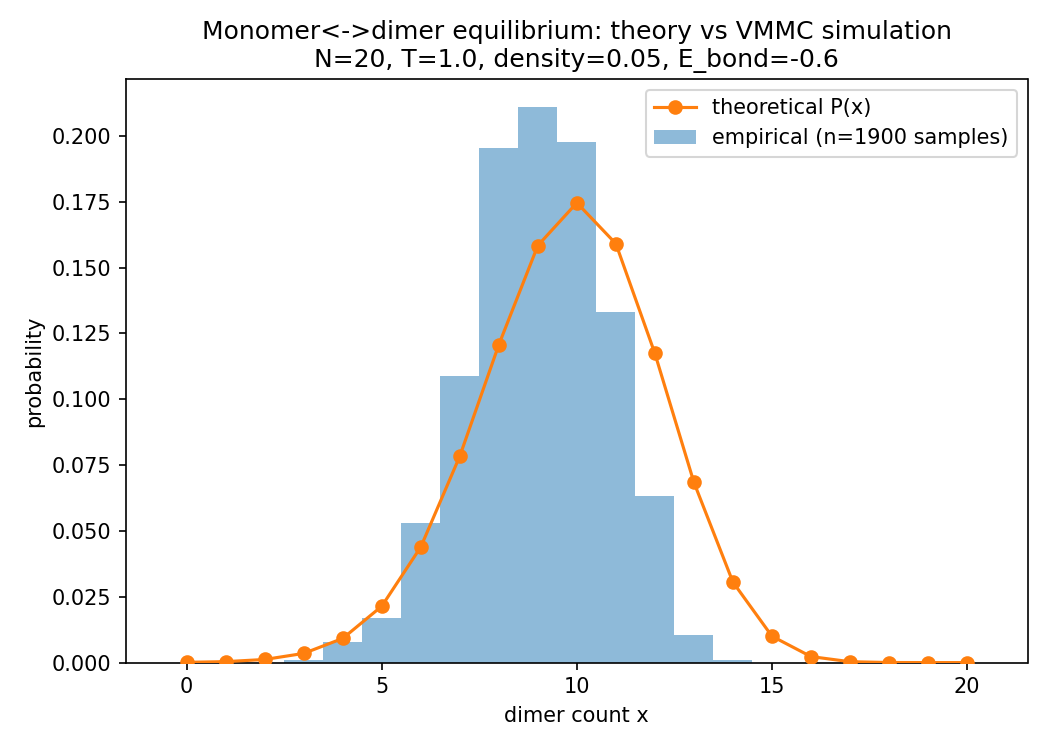 Monomer<->dimer equilibrium: theory vs VMMC simulation
N=20, T=1.0, density=0.05, E_bond=-0.6
theoretical P(x)
empirical (n=1900 samples)
probability
0.200
0.175
0.150
0.125
0.100
0.075
0.050
0.025
0.000
0 5 10 15 20
dimer count x